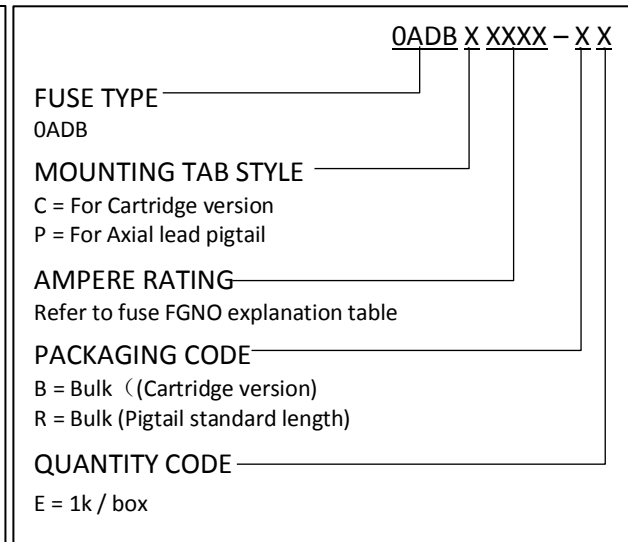 0ADB X XXXX – X X
FUSE TYPE
0ADB
MOUNTING TAB STYLE
C = For Cartridge version
P = For Axial lead pigtail
AMPERE RATING
Refer to fuse FGNO explanation table
PACKAGING CODE
B = Bulk（(Cartridge version)
R = Bulk (Pigtail standard length)
QUANTITY CODE
E = 1k / box